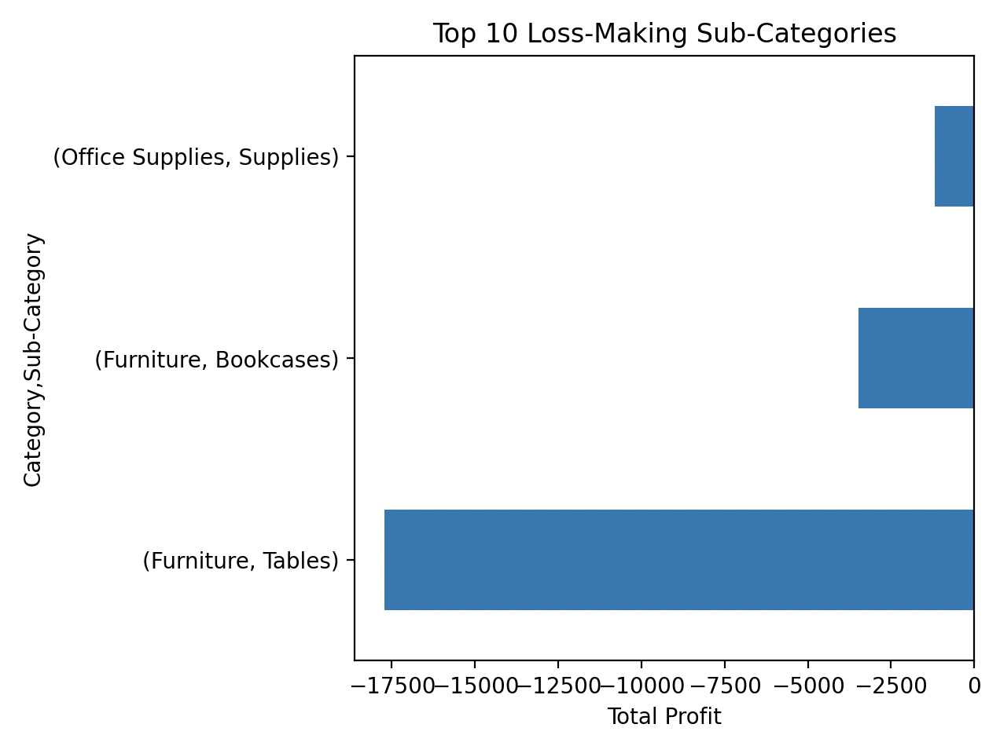 Top 10 Loss-Making Sub-Categories
(Office Supplies, Supplies)
(Furniture, Bookcases)
(Furniture, Tables)
Category,Sub-Category
−17500 −15000 −12500 −10000 −7500 −5000 −2500 0
Total Profit